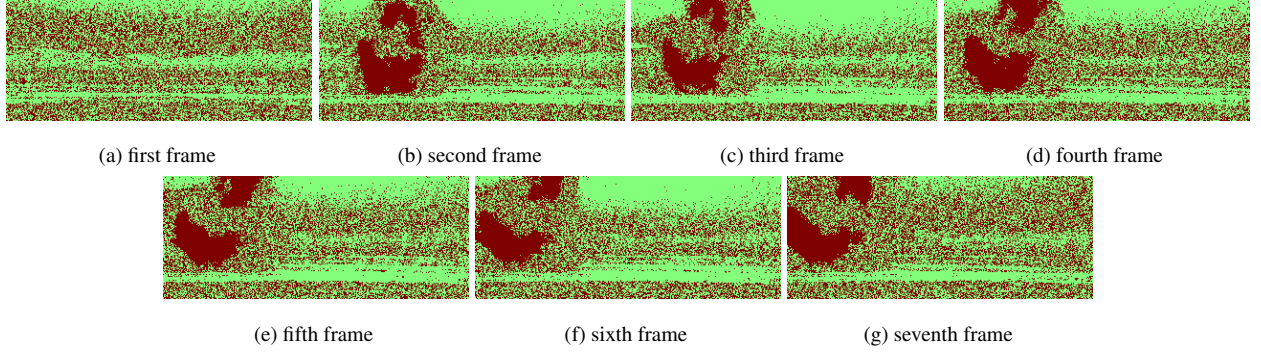 (a) first frame
(b) second frame
(c) third frame
(d) fourth frame
(e) fifth frame
(f) sixth frame
(g) seventh frame